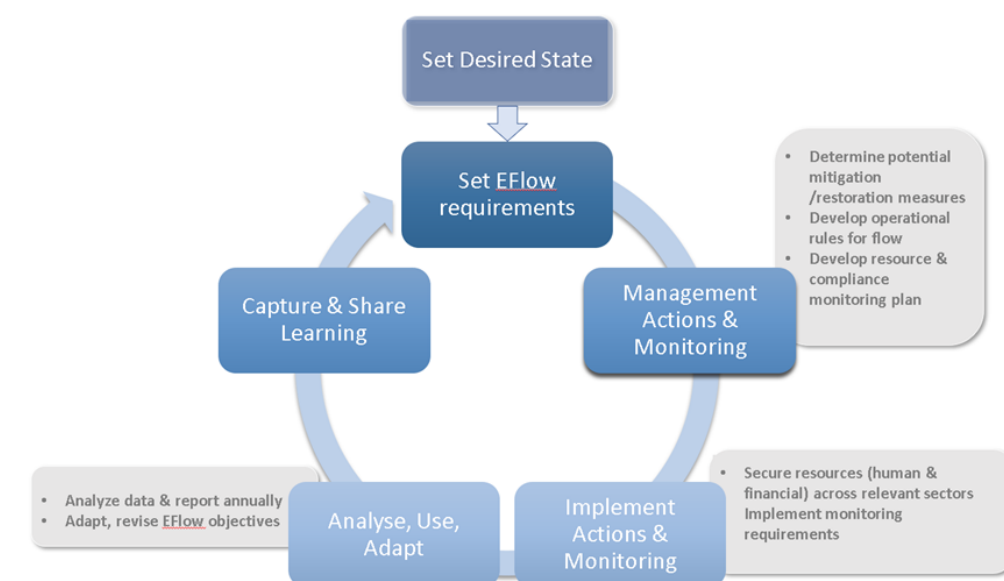 Set Desired State
Set EFlow
requirements
• Determine potential
mitigation
/restoration measures
• Develop operational
rules for flow
• Develop resource &
compliance
monitoring plan
Management
Actions &
Monitoring
Capture & Share
Learning
• Secure resources (human &
financial) across relevant sectors
Implement monitoring
requirements
Implement
Actions &
Monitoring
• Analyze data & report annually
• Adapt, revise EFlow objectives
Analyse, Use,
Adapt